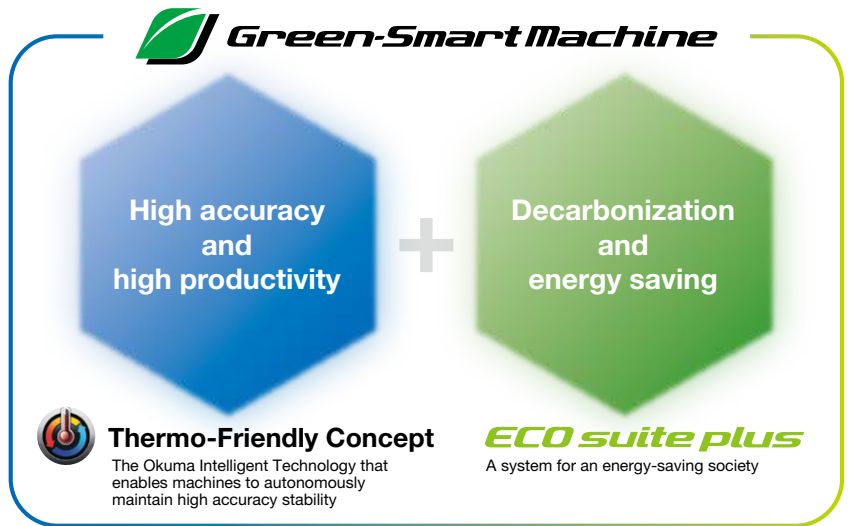 Green-Smart Machine
High accuracy
and
high productivity
+
Decarbonization
and
energy saving
Thermo-Friendly Concept
The Okuma Intelligent Technology that
enables machines to autonomously
maintain high accuracy stability
ECO suite plus
A system for an energy-saving society